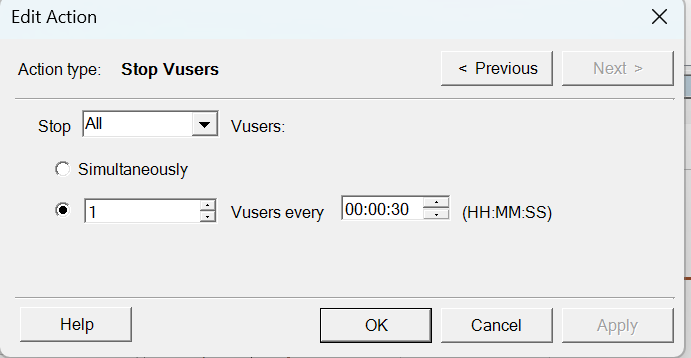 Edit Action
Action type: Stop Vusers < Previous Next >
Stop All Vusers:
Simultaneously
1 Vusers every 00:00:30 (HH:MM:SS)
Help OK Cancel Apply